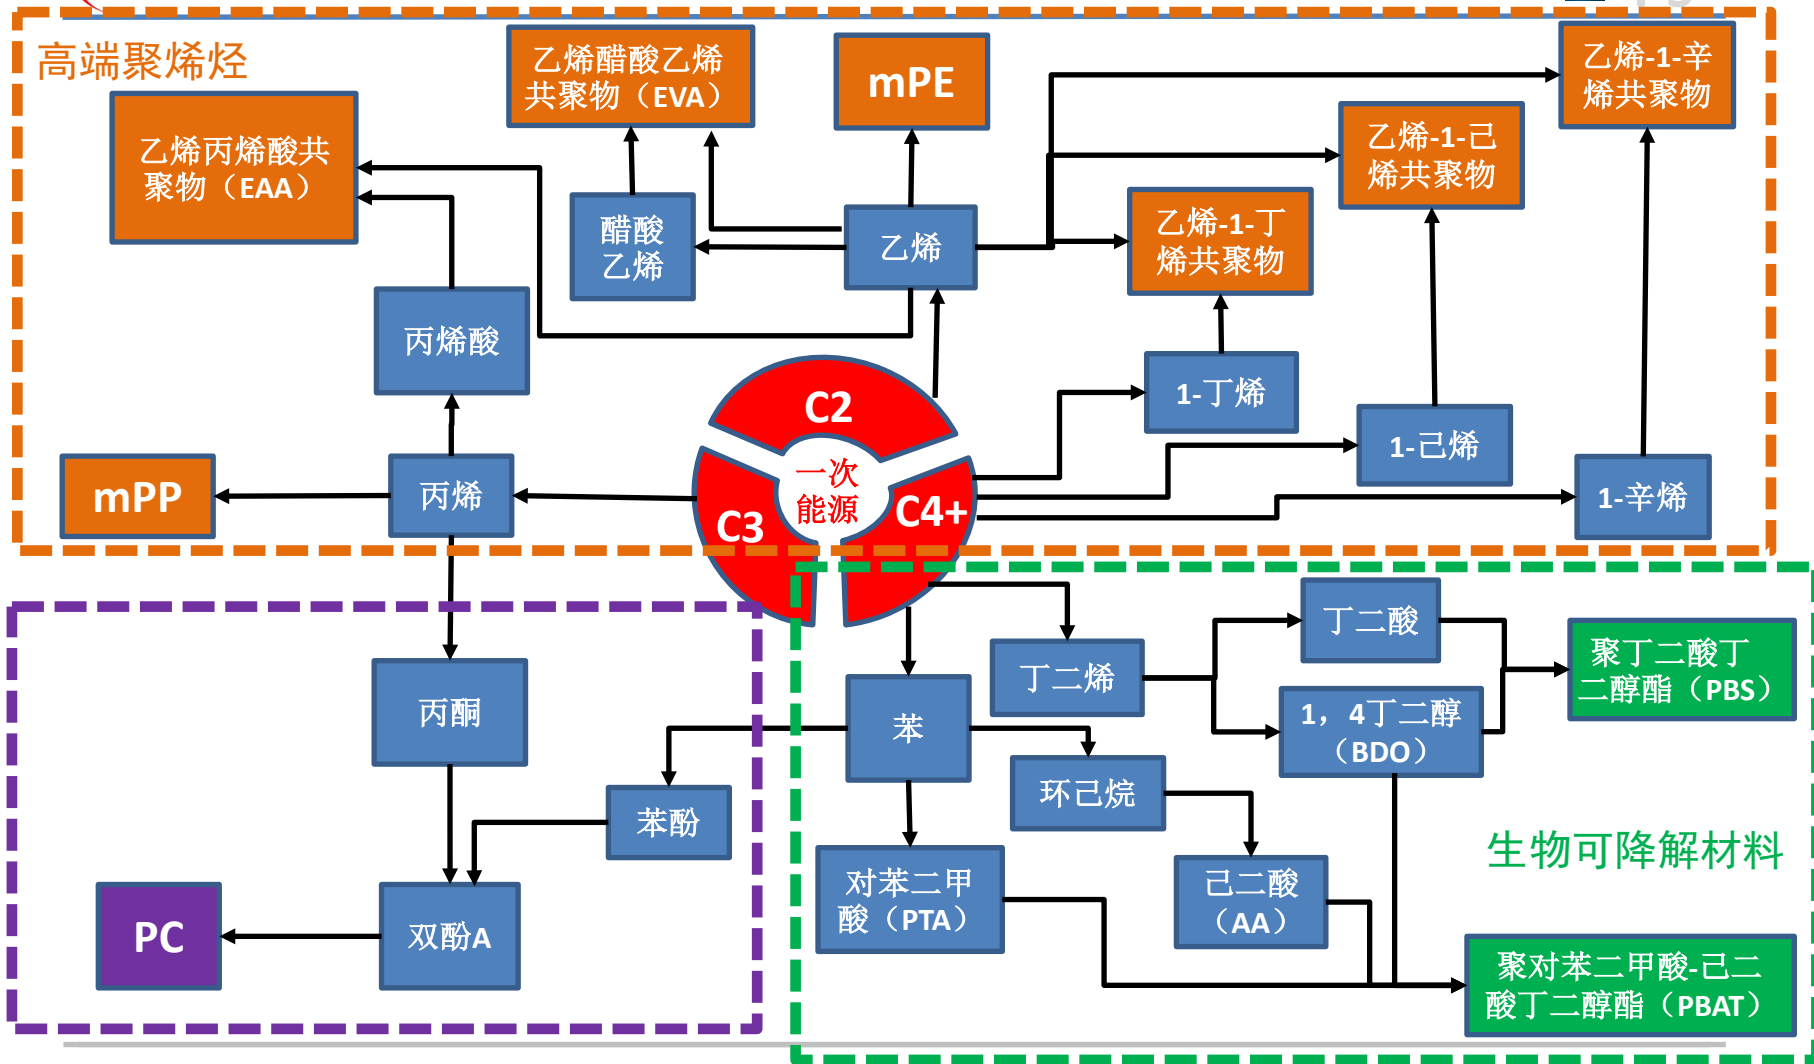 高端聚烯烃
乙烯醋酸乙烯
共聚物（EVA）
mPE
乙烯-1-辛
烯共聚物
乙烯丙烯酸共
聚物（EAA）
乙烯-1-己
烯共聚物
醋酸
乙烯
乙烯
乙烯-1-丁
烯共聚物
丙烯酸
1-丁烯
C2
1-己烯
mPP
丙烯
一次
能源
C3
C4+
1-辛烯
丁二酸
聚丁二酸丁
二醇酯（PBS）
丁二烯
丙酮
苯
1，4丁二醇
（BDO）
环己烷
苯酚
生物可降解材料
对苯二甲
酸（PTA）
己二酸
（AA）
PC
双酚A
聚对苯二甲酸-己二
酸丁二醇酯（PBAT）